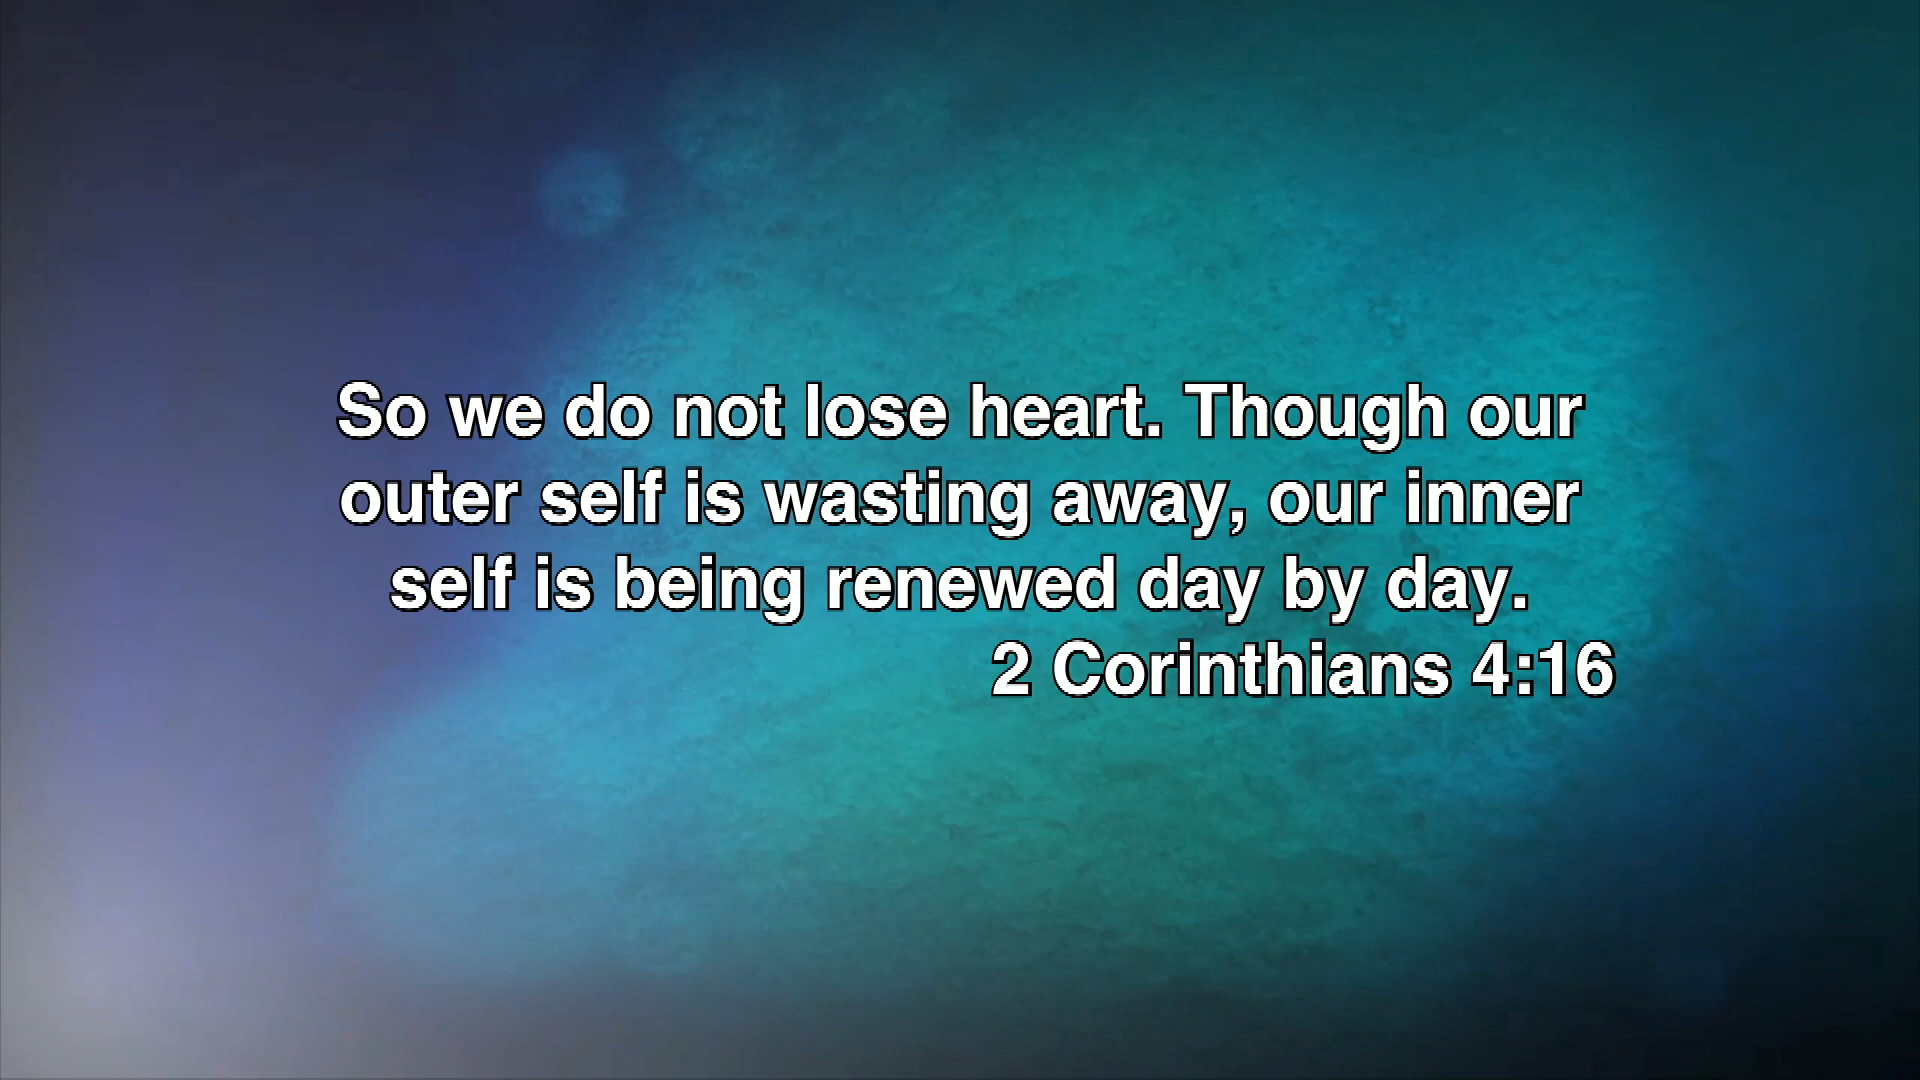 So we do not lose heart. Though our
outer self is wasting away, our inner
self is being renewed day by day.
2 Corinthians 4:16